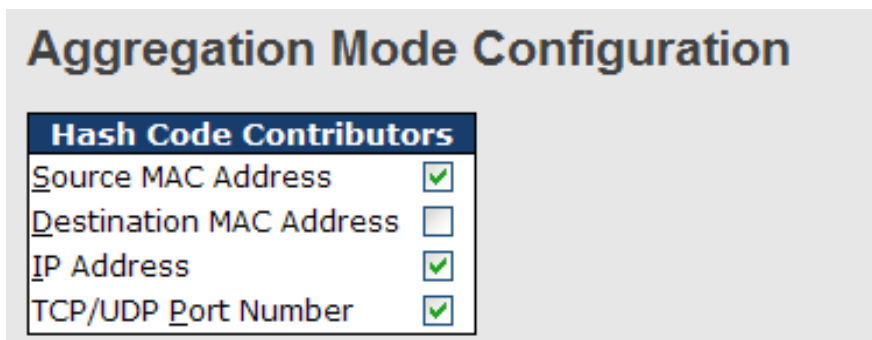 Aggregation Mode Configuration
Hash Code Contributors
Source MAC Address
Destination MAC Address
IP Address
TCP/UDP Port Number